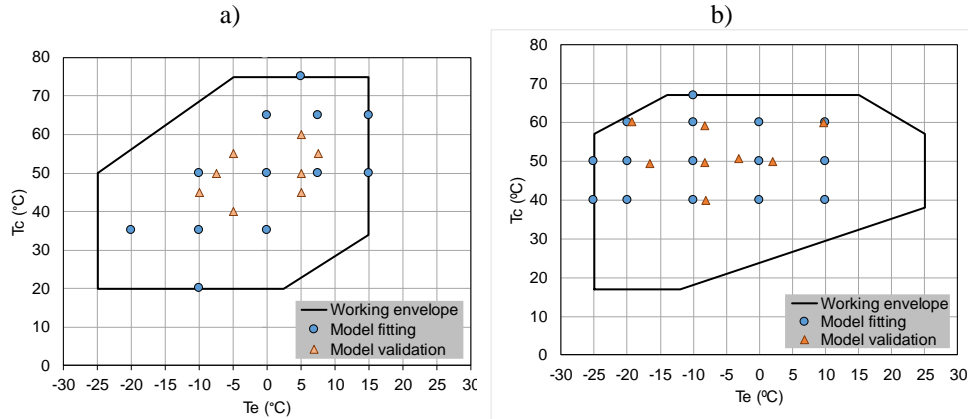 a)
b)
80
70
60
50
40
30
20
10
0
Tc (°C)
-30 -25 -20 -15 -10 -5 0 5 10 15 20 25 30
Te (°C)
Working envelope
Model fitting
Model validation
80
70
60
50
40
30
20
10
0
Tc (ºC)
-30 -25 -20 -15 -10 -5 0 5 10 15 20 25 30
Te (ºC)
Working envelope
Model fitting
Model validation